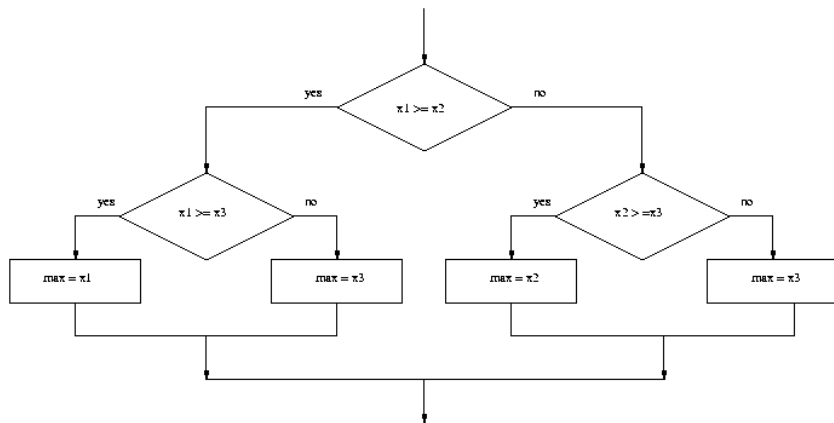 yes
no
x1 >= x2
yes
x1 >= x3
no
yes
x2 > =x3
no
max = x1
max = x3
max = x2
max = x3